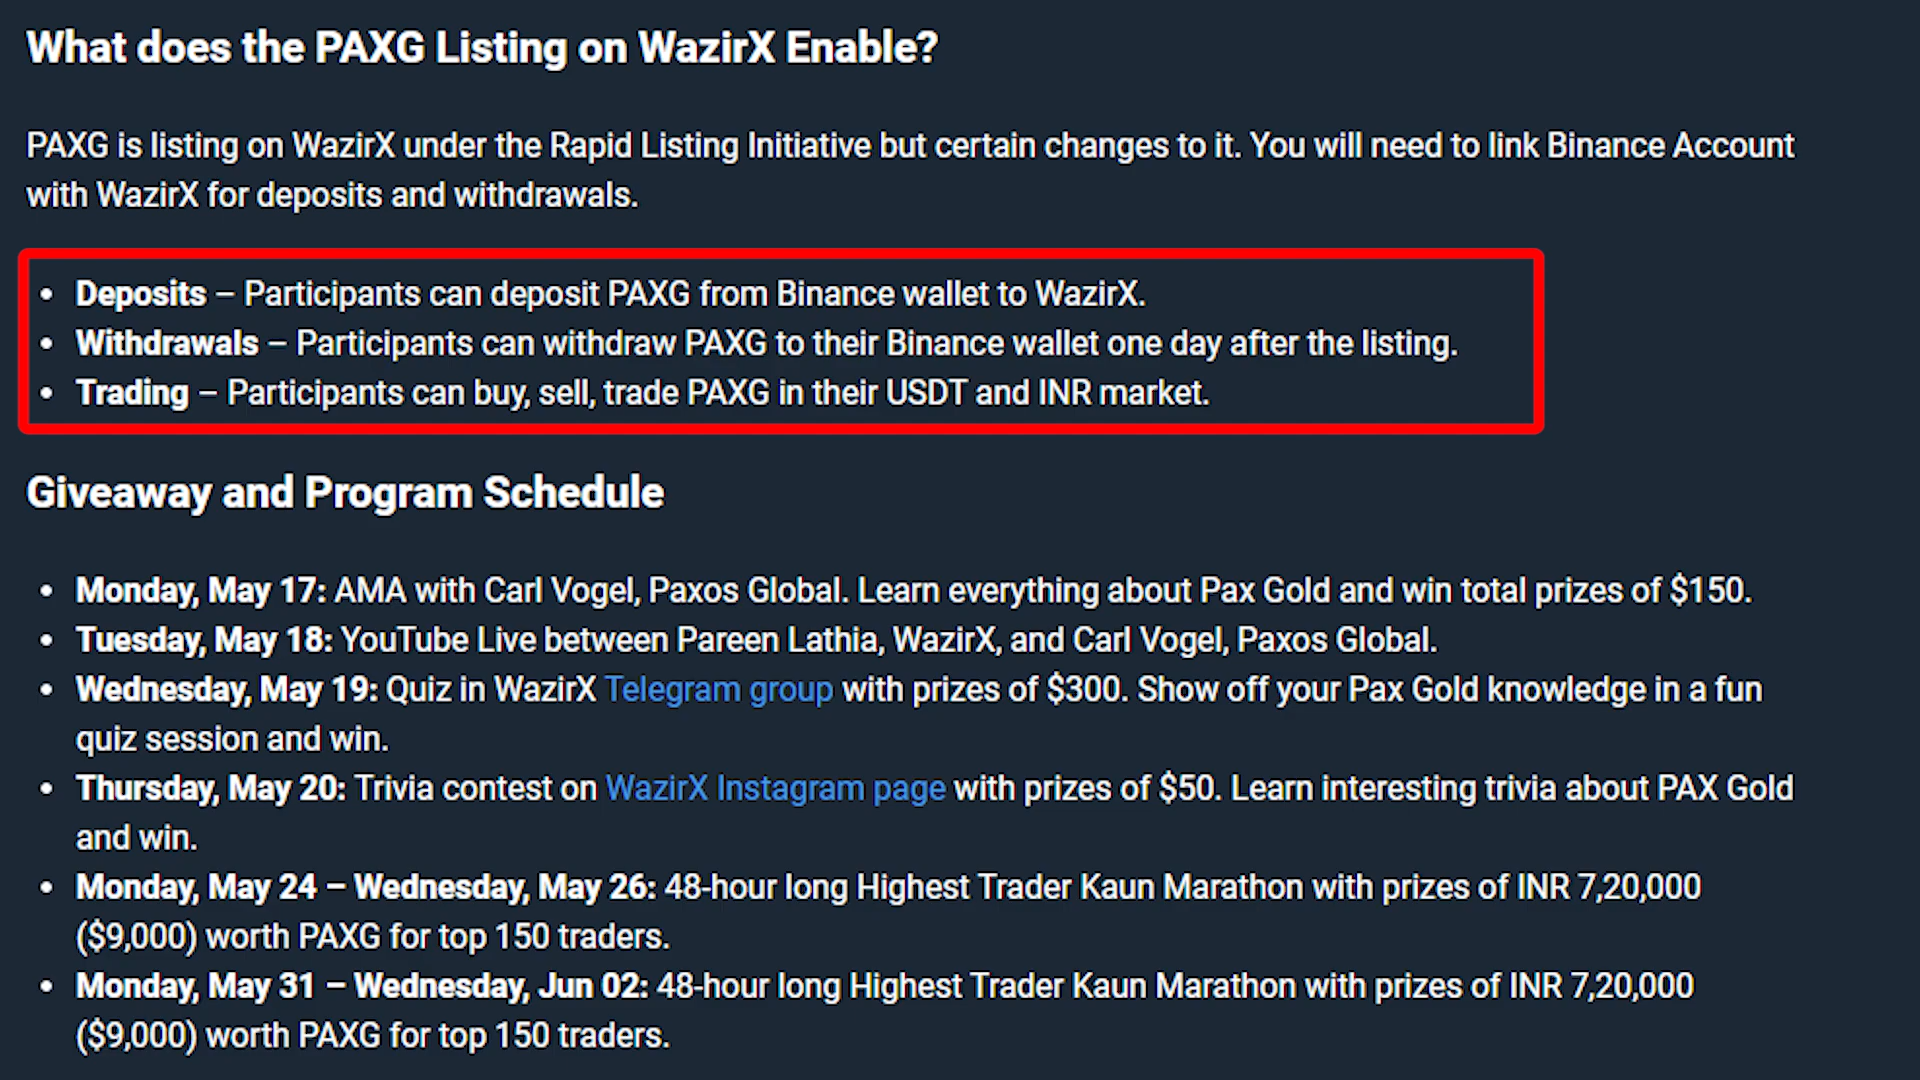 What does the PAXG Listing on WazirX Enable?
PAXG is listing on WazirX under the Rapid Listing Initiative but certain changes to it. You will need to link Binance Account
with WazirX for deposits and withdrawals.
• Deposits – Participants can deposit PAXG from Binance wallet to WazirX.
• Withdrawals – Participants can withdraw PAXG to their Binance wallet one day after the listing.
• Trading – Participants can buy, sell, trade PAXG in their USDT and INR market.
Giveaway and Program Schedule
• Monday, May 17: AMA with Carl Vogel, Paxos Global. Learn everything about Pax Gold and win total prizes of $150.
• Tuesday, May 18: YouTube Live between Pareen Lathia, WazirX, and Carl Vogel, Paxos Global.
• Wednesday, May 19: Quiz in WazirX Telegram group with prizes of $300. Show off your Pax Gold knowledge in a fun
quiz session and win.
• Thursday, May 20: Trivia contest on WazirX Instagram page with prizes of $50. Learn interesting trivia about PAX Gold
and win.
• Monday, May 24 – Wednesday, May 26: 48-hour long Highest Trader Kaun Marathon with prizes of INR 7,20,000
($9,000) worth PAXG for top 150 traders.
• Monday, May 31 – Wednesday, Jun 02: 48-hour long Highest Trader Kaun Marathon with prizes of INR 7,20,000
($9,000) worth PAXG for top 150 traders.